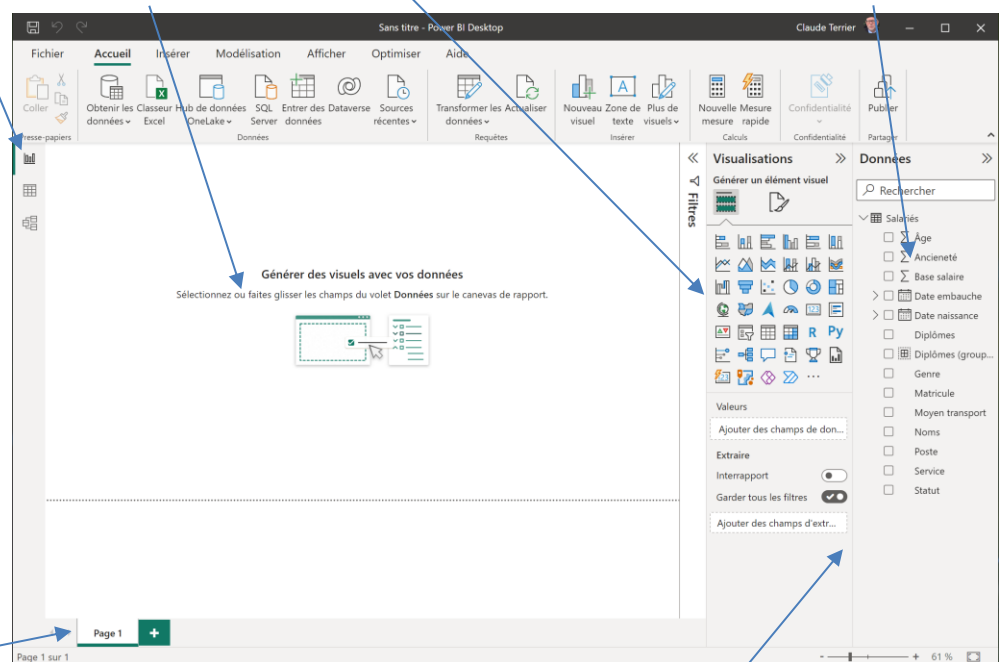 Sans titre - Power BI Desktop
Claude Terrier
Fichier Accueil Insérer Modélisation Afficher Optimiser Aide
Coller
Obtenir les données
Classeur Excel
Hub de données OneLake
SQL Server
Entrer des données
Dataverse
Sources récentes
Transformer les données
Actualiser
Nouveau visuel
Zone de texte
Plus de visuels
Nouvelle mesure
Mesure rapide
Confidentialité
Publier
Presse-papiers
Données
Requêtes
Insérer
Calculs
Confidentialité
Partager
Générer des visuels avec vos données
Sélectionnez ou faites glisser les champs du volet Données sur le canevas de rapport.
Filtres
Visualisations
Générer un élément visuel
123
R
Py
Valeurs
Ajouter des champs de don...
Extraire
Interrapport
Garder tous les filtres
Ajouter des champs d'extr...
Données
Rechercher
Salariés
Âge
Ancieneté
Base salaire
Date embauche
Date naissance
Diplômes
Diplômes (group...
Genre
Matricule
Moyen transport
Noms
Poste
Service
Statut
Page 1
Page 1 sur 1
61 %